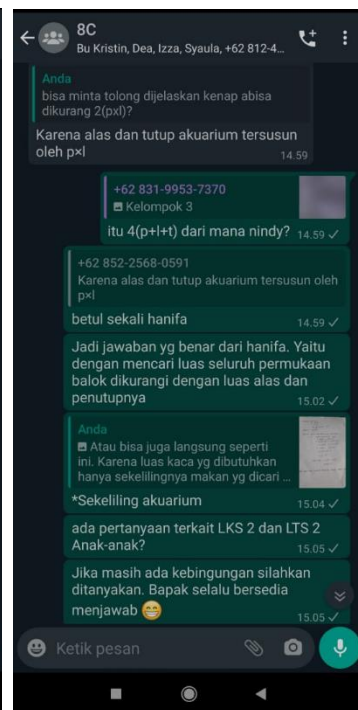 8C
Bu Kristin, Dea, Izza, Syaula, +62 812-4...
Anda
bisa minta tolong dijelaskan kenap abisa
dikurang 2(pxl)?
Karena alas dan tutup akuarium tersusun
oleh p×l
14.59
+62 831-9953-7370
Kelompok 3
itu 4(p+l+t) dari mana nindy? 14.59
+62 852-2568-0591
Karena alas dan tutup akuarium tersusun oleh
p×l
betul sekali hanifa
14.59
Jadi jawaban yg benar dari hanifa. Yaitu
dengan mencari luas seluruh permukaan
balok dikurangi dengan luas alas dan
penutupnya
15.02
Anda
Atau bisa juga langsung seperti
ini. Karena luas kaca yg dibutuhkan
hanya sekelilingnya makan yg dicari ...
*Sekeliling akuarium
15.04
ada pertanyaan terkait LKS 2 dan LTS 2
Anak-anak?
15.05
Jika masih ada kebingungan silahkan
ditanyakan. Bapak selalu bersedia
menjawab 😁
15.05
Ketik pesan